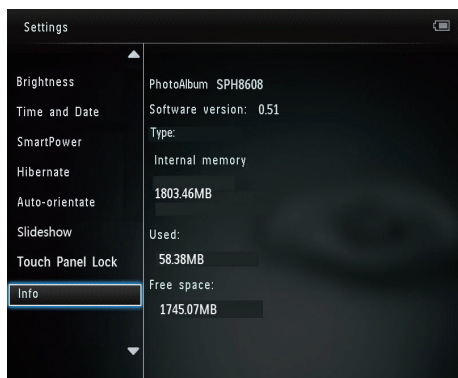 Settings
Brightness
Time and Date
SmartPower
Hibernate
Auto-orientate
Slideshow
Touch Panel Lock
Info
PhotoAlbum SPH8608
Software version: 0.51
Type:
Internal memory
1803.46MB
Used:
58.38MB
Free space:
1745.07MB